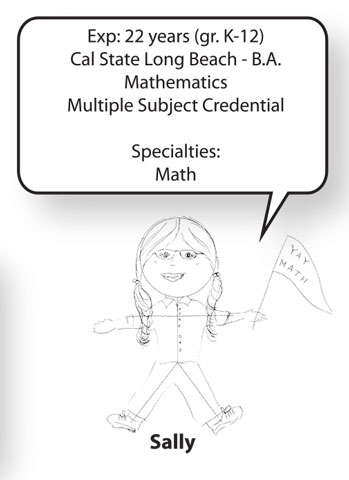 Exp: 22 years (gr. K-12)
Cal State Long Beach - B.A.
Mathematics
Multiple Subject Credential
Specialties:
Math
YAY
MATH
Sally